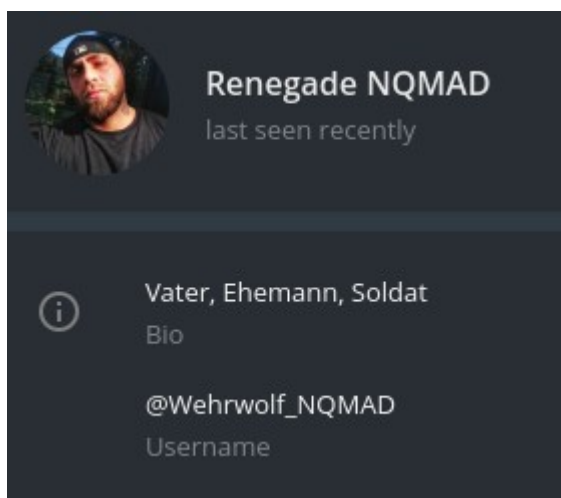 Renegade NQMAD
last seen recently
Vater, Ehemann, Soldat
Bio
@Wehrwolf_NQMAD
Username